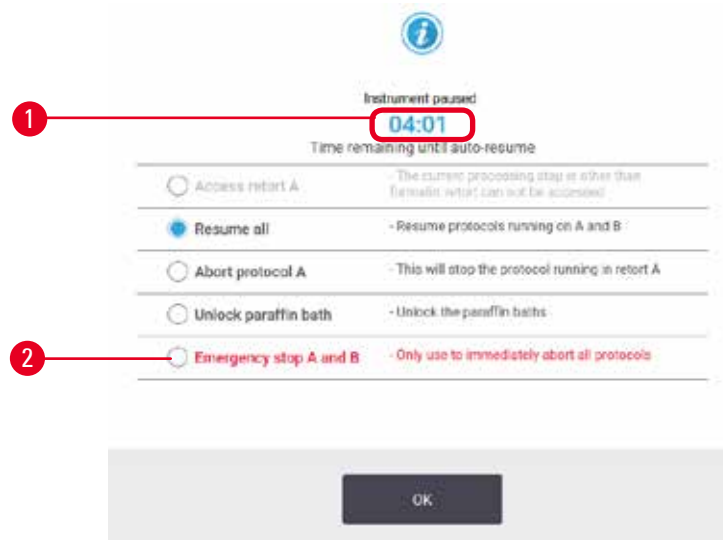 i
Instrument paused
1
04:01
Time remaining until auto-resume
Access retort A
- The current processing step is other than
formalin retort can not be accessed
Resume all
- Resume protocols running on A and B
Abort protocol A
- This will stop the protocol running in retort A
Unlock paraffin bath
- Unlock the paraffin baths
2
Emergency stop A and B
- Only use to immediately abort all protocols
OK